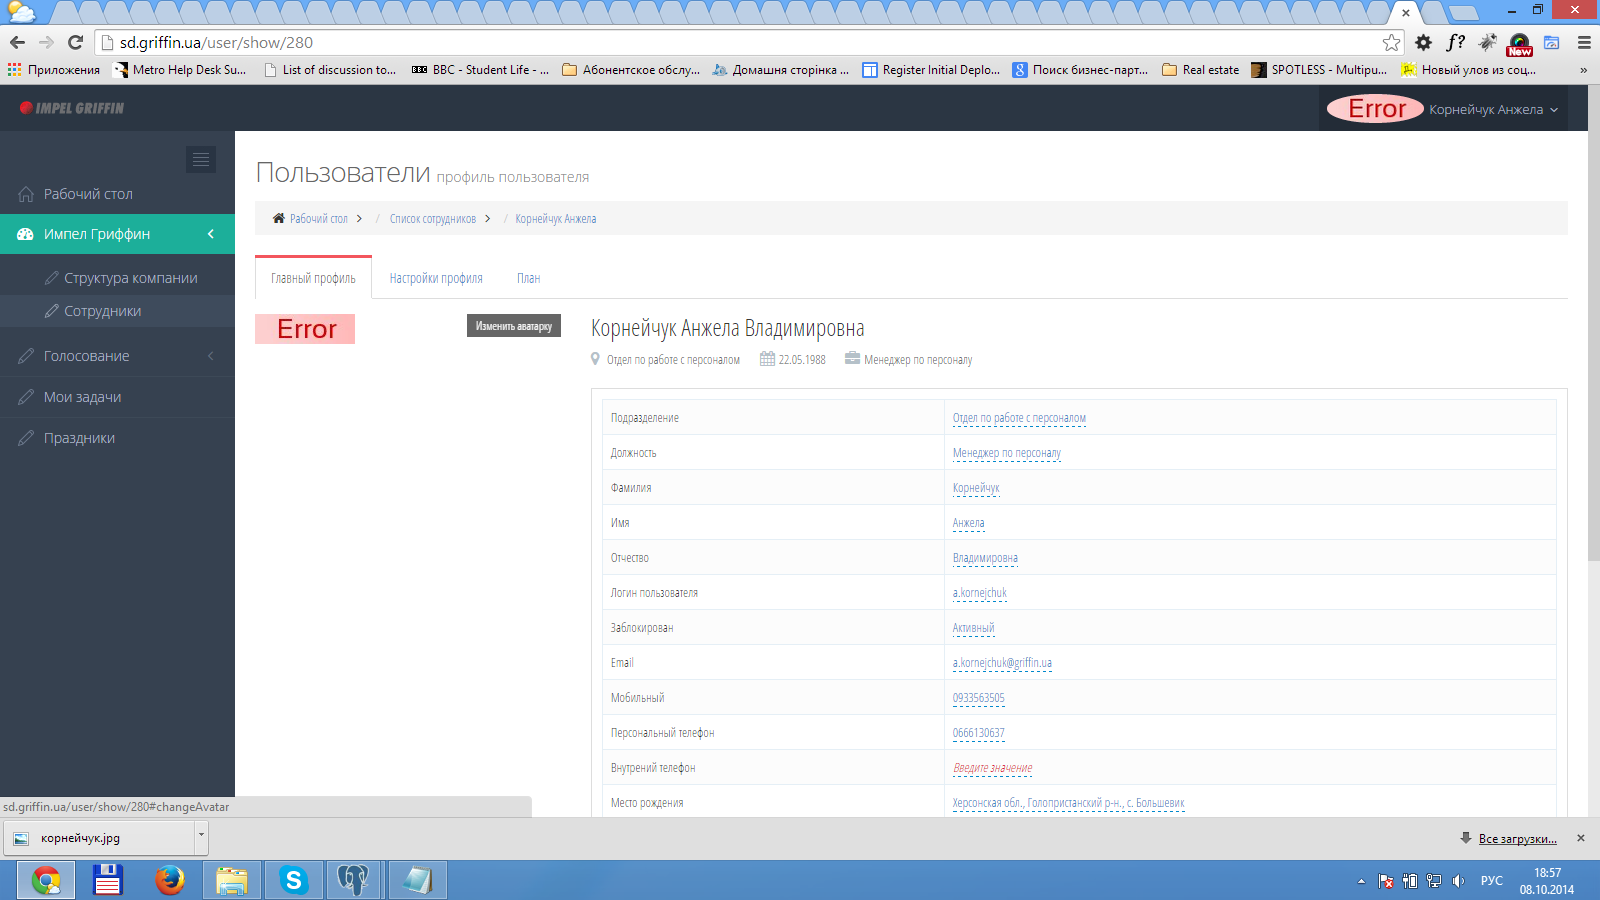 sd.griffin.ua/user/show/280
f?
New
Приложения
Metro Help Desk Su...
List of discussion to...
BBC
BBC - Student Life - ...
Абонентское обслу...
Домашня сторінка ...
Register Initial Deplo...
Поиск бизнес-парт...
Real estate
SPOTLESS - Multipu...
Новый улов из соц...
»
IMPEL GRIFFIN
Error
Корнейчук Анжела
Рабочий стол
Импел Гриффин
Структура компании
Сотрудники
Голосование
Мои задачи
Праздники
Пользователи профиль пользователя
Рабочий стол > / Список сотрудников > / Корнейчук Анжела
Главный профиль
Настройки профиля
План
Error
Изменить аватарку
Корнейчук Анжела Владимировна
Отдел по работе с персоналом 22.05.1988 Менеджер по персоналу
Подразделение Отдел по работе с персоналом
Должность Менеджер по персоналу
Фамилия Корнейчук
Имя Анжела
Отчество Владимировна
Логин пользователя a.kornejchuk
Заблокирован Активный
Email a.kornejchuk@griffin.ua
Мобильный 0933563505
Персональный телефон 0666130637
Внутрений телефон Введите значение
Место рождения Херсонская обл., Голопристанский р-н., с. Большевик
sd.griffin.ua/user/show/280#changeAvatar
корнейчук.jpg
Все загрузки...
РУС
18:57
08.10.2014